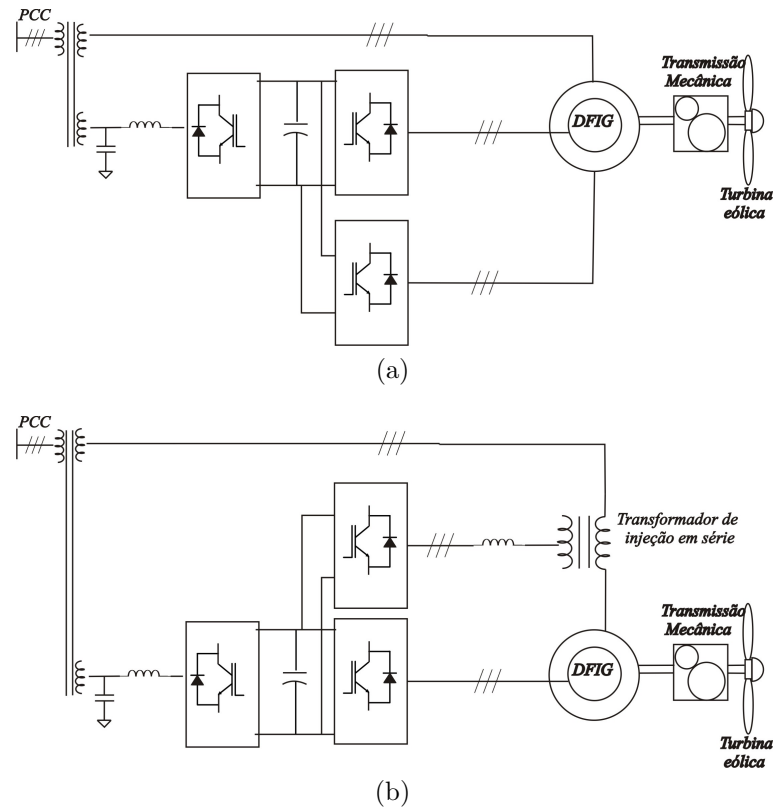 PCC
Transmissão
Mecânica
DFIG
Turbina
eólica
(a)
PCC
Transformador de
injeção em série
Transmissão
Mecânica
DFIG
Turbina
eólica
(b)